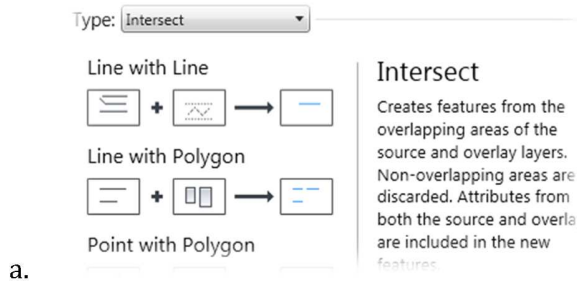 Type: Intersect
Line with Line
Line with Polygon
Point with Polygon
Intersect
Creates features from the
overlapping areas of the
source and overlay layers.
Non-overlapping areas are
discarded. Attributes from
both the source and overla
are included in the new
features.
a.